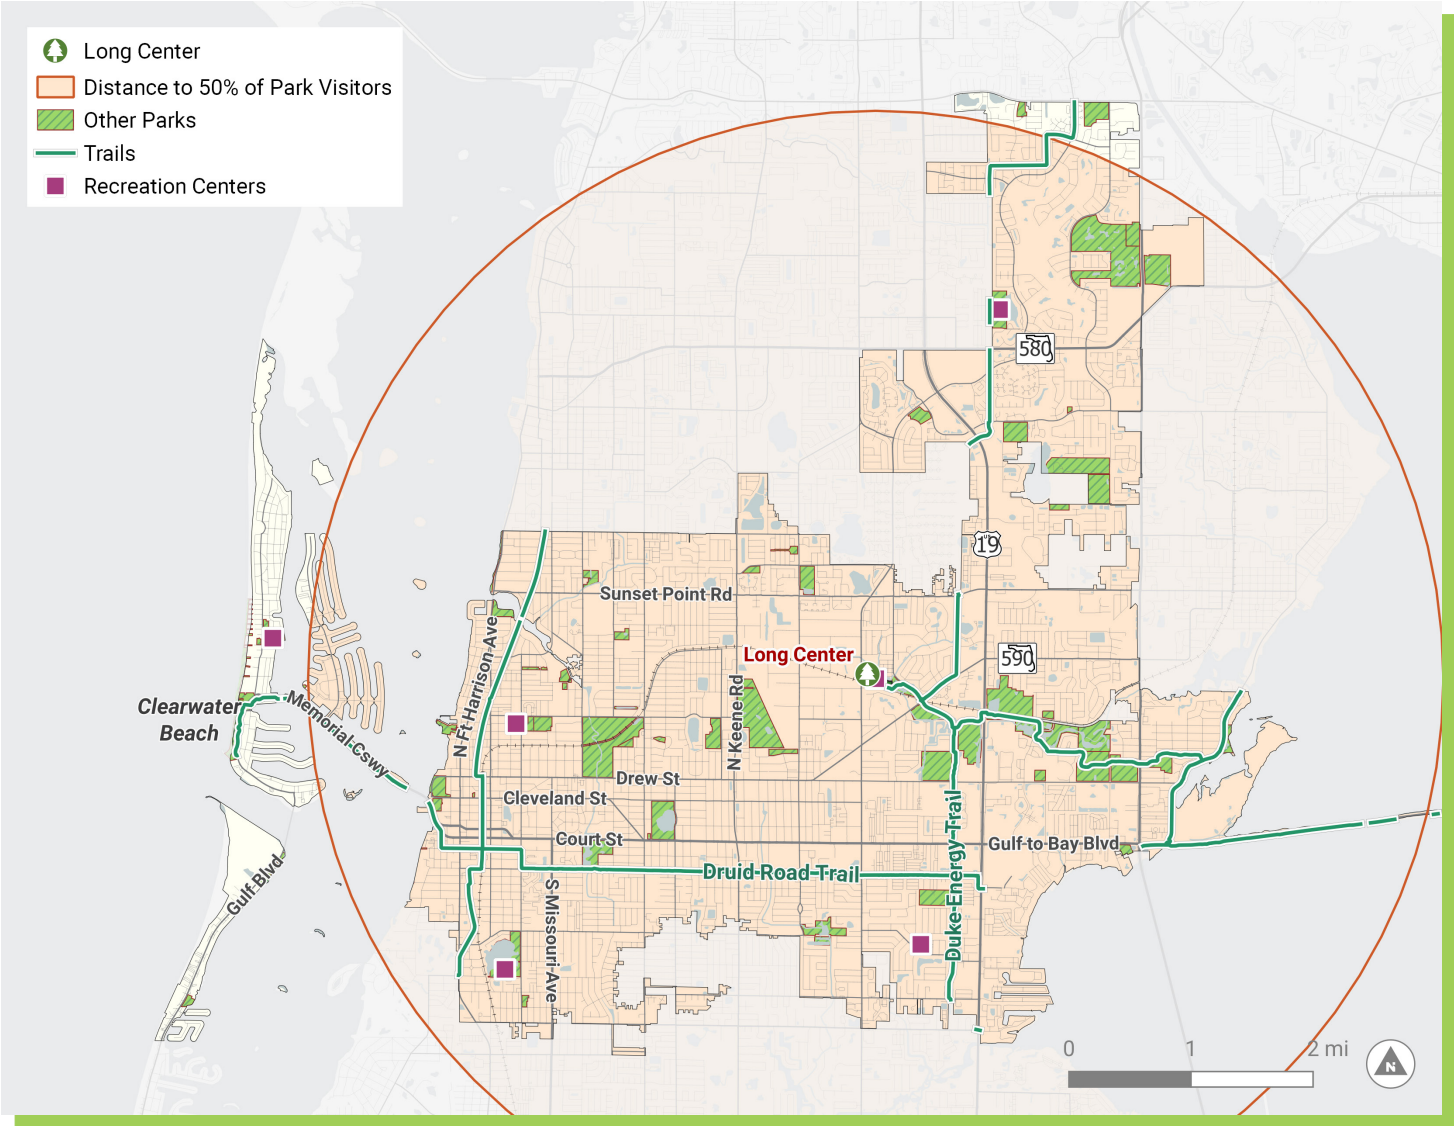 Long Center
Distance to 50% of Park Visitors
Other Parks
Trails
Recreation Centers
580
19
Sunset Point Rd
590
Long Center
N Ft Harrison Ave
N Keene Rd
Clearwater
Beach
Memorial Cswy
Drew St
Cleveland St
Court St
Gulf to Bay Blvd
Duke Energy Trail
Druid Road Trail
Gulf Blvd
S Missouri Ave
0 1 2 mi
N